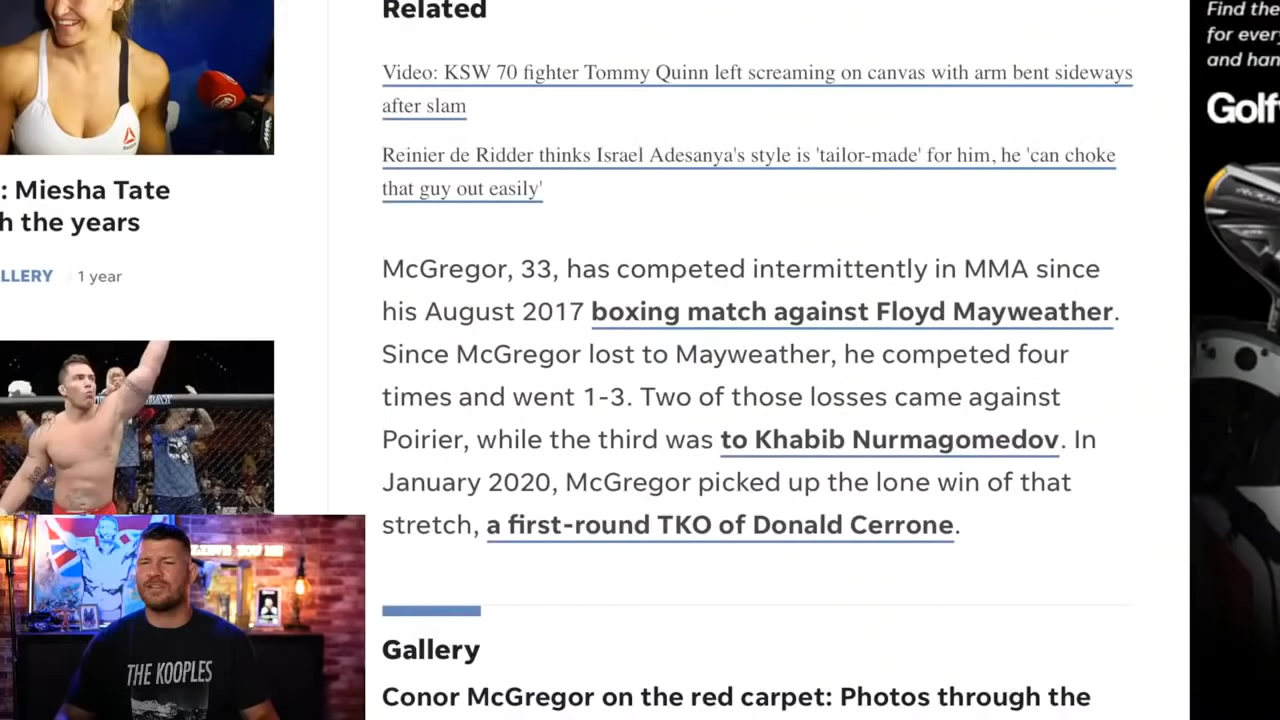 Related
Video: KSW 70 fighter Tommy Quinn left screaming on canvas with arm bent sideways
after slam
Reinier de Ridder thinks Israel Adesanya's style is 'tailor-made' for him, he 'can choke
that guy out easily'
McGregor, 33, has competed intermittently in MMA since
his August 2017 boxing match against Floyd Mayweather.
Since McGregor lost to Mayweather, he competed four
times and went 1-3. Two of those losses came against
Poirier, while the third was to Khabib Nurmagomedov. In
January 2020, McGregor picked up the lone win of that
stretch, a first-round TKO of Donald Cerrone.
Gallery
Conor McGregor on the red carpet: Photos through the
: Miesha Tate
h the years
LLERY 1 year
THE KOOPLES
Find the
for every
and han
Golf